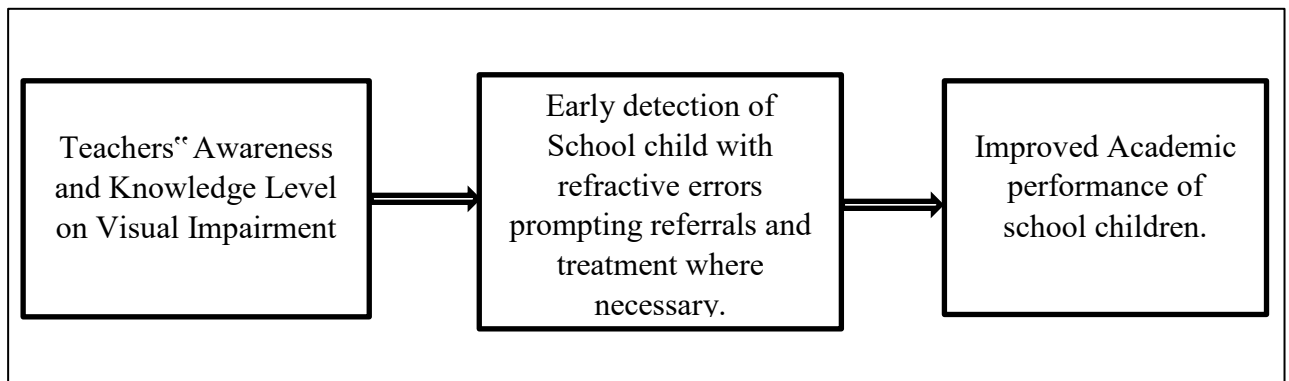 Teachers‟ Awareness
and Knowledge Level
on Visual Impairment
Early detection of
School child with
refractive errors
prompting referrals and
treatment where
necessary.
Improved Academic
performance of
school children.